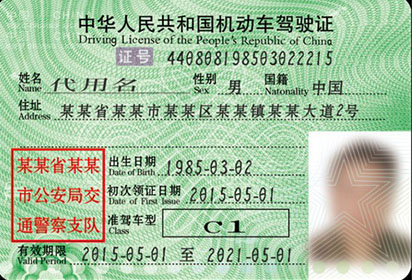 中华人民共和国机动车驾驶证
Driving License of the People's Republic of China
证号 440808198503022215
姓名 Name 代用名 性别 Sex 男 国籍 Nationality 中国
住址 Address 某某省某某市某某区某某镇某某大道2号
某某省某某
市公安局交
通警察支队
出生日期 Date of Birth 1985-03-02
初次领证日期 Date of First Issue 2015-05-01
准驾车型 Class C1
有效期限 Valid Period 2015-05-01 至 2021-05-01